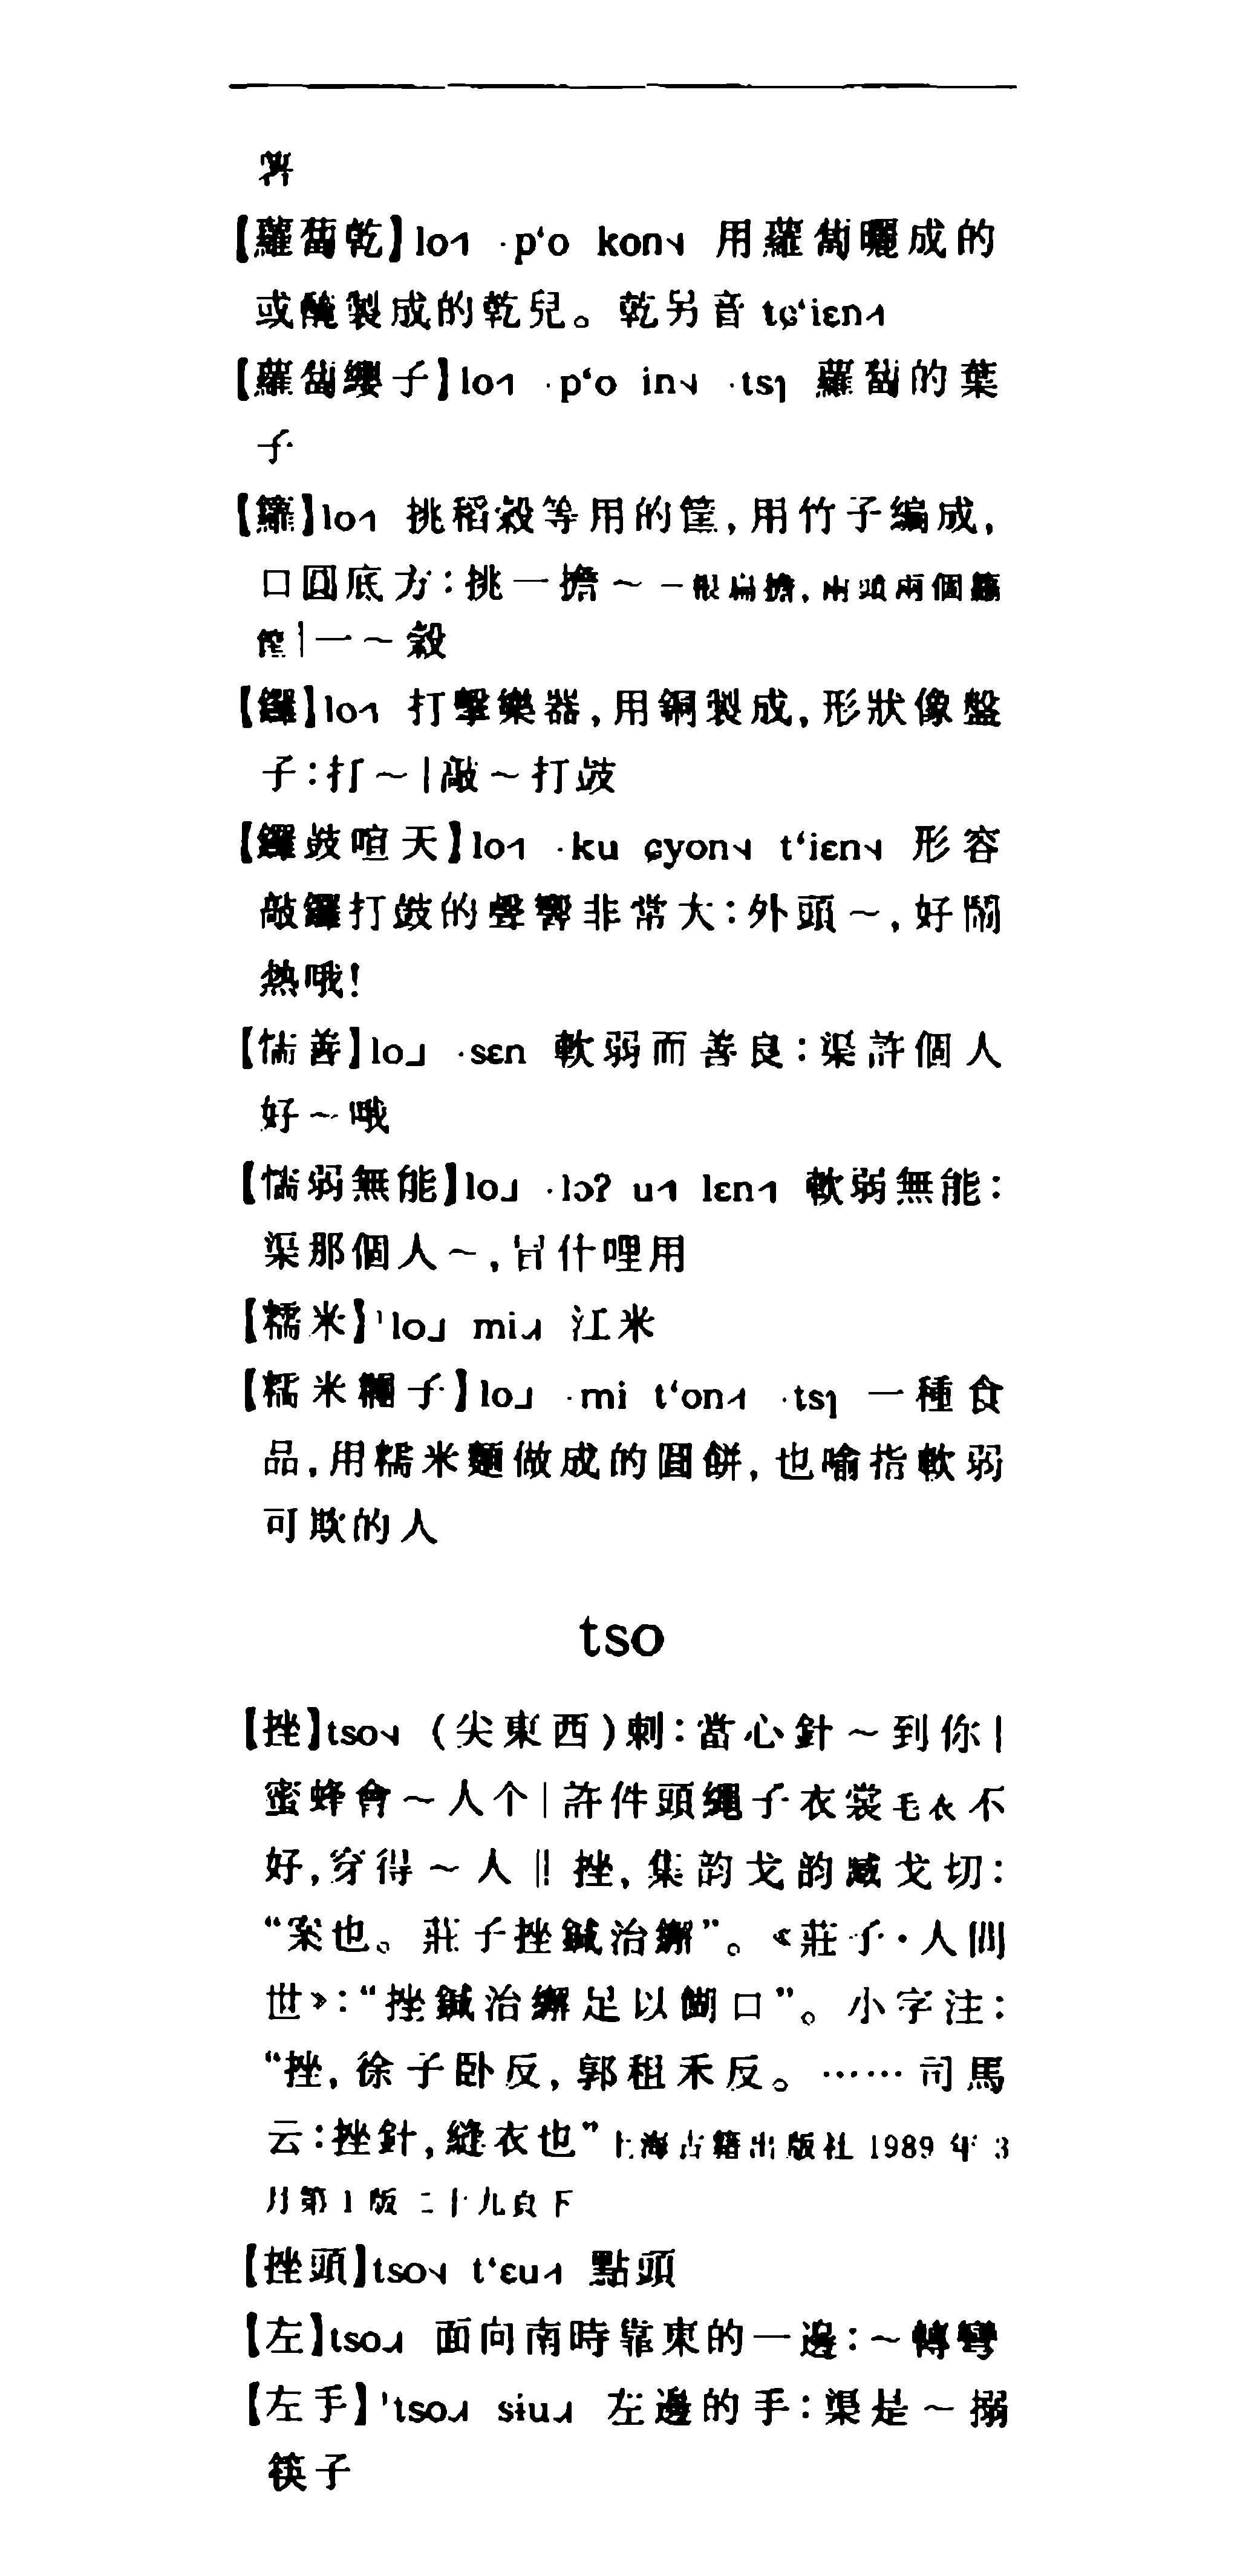 箅
【蘿蔔乾】lo˧˥ ·p‘o kon˦˨ 用蘿蔔曬成的
或醃製成的乾兒。乾另音 tɕ‘iɛn˨˦
【蘿蔔纓子】lo˧˥ ·p‘o in˦˨ ·tsɿ 蘿蔔的葉
子
【籮】lo˧˥ 挑稻穀等用的筐,用竹子編成,
口圓底方:挑一擔～一根扁擔,兩頭兩個籮
筐|一～穀
【鑼】lo˧˥ 打擊樂器,用銅製成,形狀像盤
子:打～|敲～打鼓
【鑼鼓喧天】lo˧˥ ·ku ɕyon˦˨ t‘iɛn˦˨ 形容
敲鑼打鼓的聲響非常大:外頭～,好鬧
熱哦!
【懦善】lo˩ ·sɛn 軟弱而善良:渠許個人
好～哦
【懦弱無能】lo˩ ·lɔʔ u˧˥ lɛn˧˥ 軟弱無能:
渠那個人～,冇什哩用
【糯米】ˈlo˩ mi˨˩˧ 江米
【糯米糰子】lo˩ ·mi t‘on˨˦ ·tsɿ 一種食
品,用糯米麵做成的圓餅,也喻指軟弱
可欺的人
tso
【挫】tso˦˨ (尖東西)刺:當心針～到你|
蜜蜂會～人个|許件頭繩子衣裳毛衣不
好,穿得～人‖挫,集韵戈韵臧戈切:
“案也。莊子挫鍼治繲”。《莊子·人間
世》:“挫鍼治繲足以餬口”。小字注:
“挫,徐子卧反,郭租禾反。……司馬
云:挫針,縫衣也”上海古籍出版社 1989 年 3
月第 1 版 二十九頁下
【挫頭】tso˦˨ t‘ɛu˨˦ 點頭
【左】tso˨˩˧ 面向南時靠東的一邊:～轉彎
【左手】ˈtso˨˩˧ siu˨˩˧ 左邊的手:渠是～搦
筷子